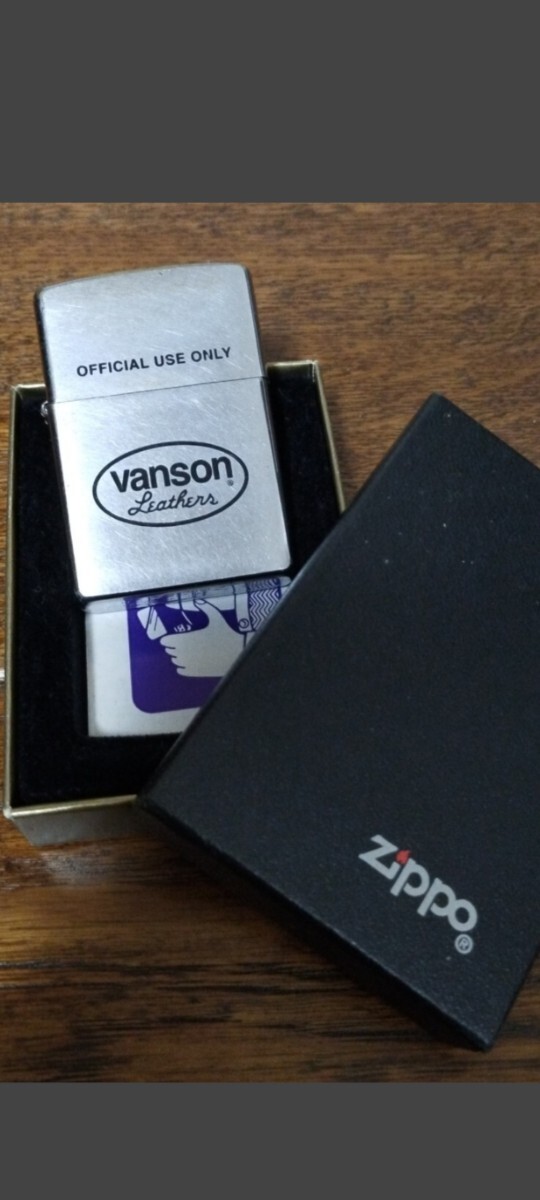 OFFICIAL USE ONLY
vanson®
Leathers
zippo®